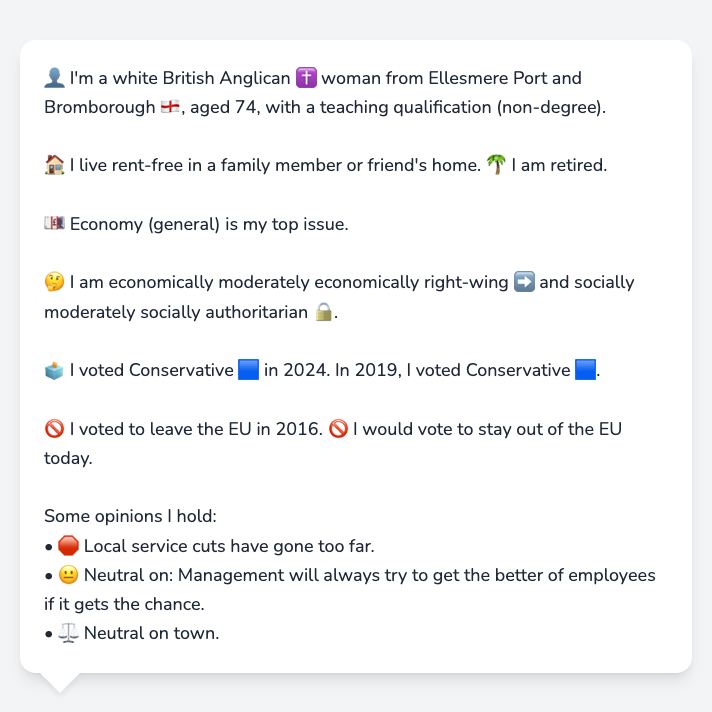 👤 I'm a white British Anglican ✝️ woman from Ellesmere Port and
Bromborough 🏴󠁧󠁢󠁥󠁮󠁧󠁿, aged 74, with a teaching qualification (non-degree).
🏠 I live rent-free in a family member or friend's home. 🌴 I am retired.
💷 Economy (general) is my top issue.
🤔 I am economically moderately economically right-wing ➡️ and socially
moderately socially authoritarian 🔒.
🗳️ I voted Conservative 🟦 in 2024. In 2019, I voted Conservative 🟦.
🚫 I voted to leave the EU in 2016. 🚫 I would vote to stay out of the EU
today.
Some opinions I hold:
• 🛑 Local service cuts have gone too far.
• 😐 Neutral on: Management will always try to get the better of employees
if it gets the chance.
• ⚖️ Neutral on town.